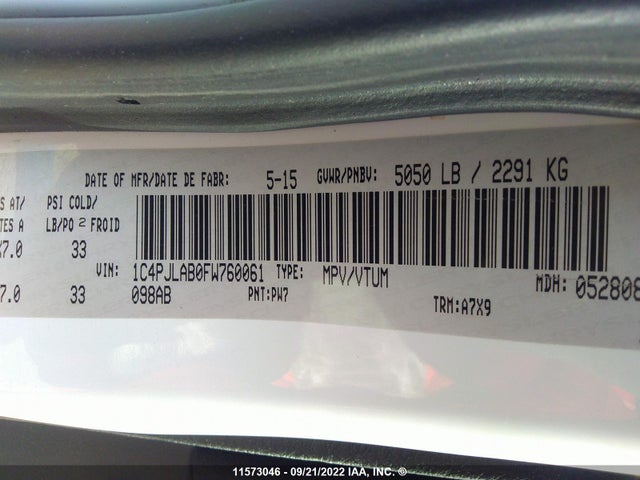 DATE OF MFR/DATE DE FABR: 5-15 GVWR/PNBV: 5050 LB / 2291 KG
S AT/ PSI COLD/
TES A LB/PO 2 FROID
X7.0 33
VIN: 1C4PJLAB0FW760061 TYPE: MPV/VTUM MDH: 052808
7.0 33 098AB PNT:PW7 TRM:A7X9
11573046 - 09/21/2022 IAA, INC. ®